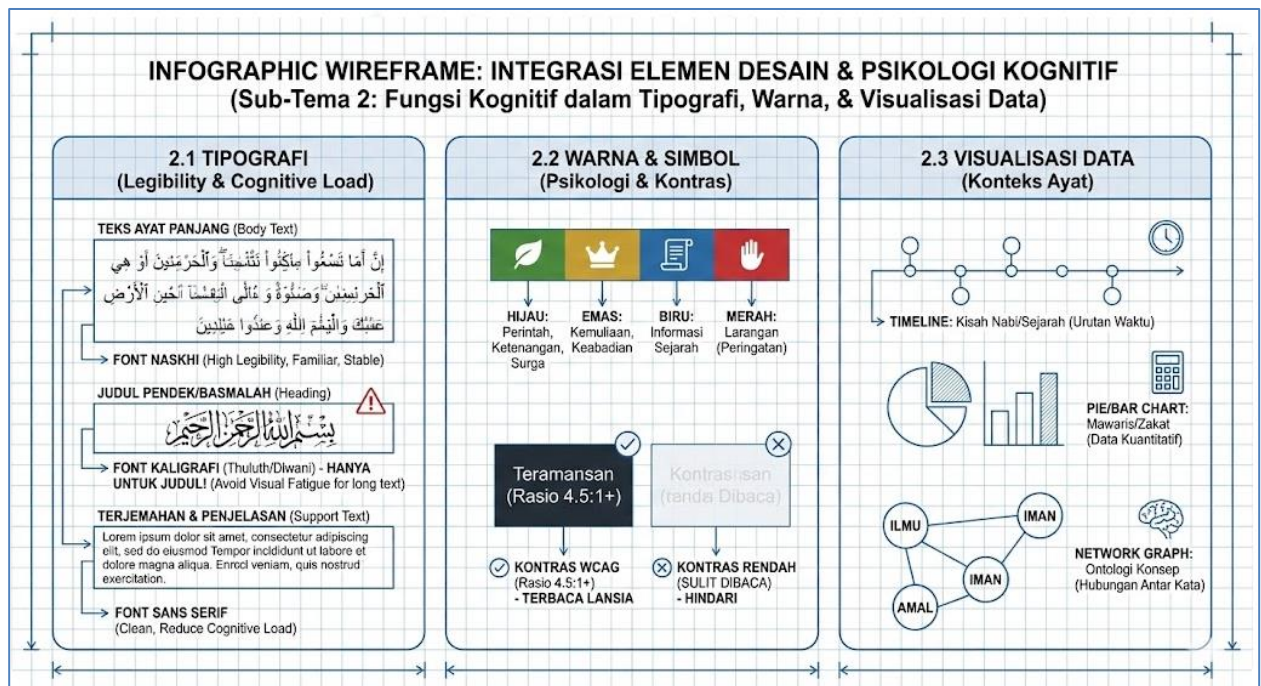 INFOGRAPHIC WIREFRAME: INTEGRASI ELEMEN DESAIN & PSIKOLOGI KOGNITIF
(Sub-Tema 2: Fungsi Kognitif dalam Tipografi, Warna, & Visualisasi Data)
2.1 TIPOGRAFI
(Legibility & Cognitive Load)
TEKS AYAT PANJANG (Body Text)
FONT NASKHI (High Legibility, Familiar, Stable)
JUDUL PENDEK/BASMALAH (Heading)
بِسْمِ اللهِ الرَّحْمَنِ الرَّحِيْمِ
FONT KALIGRAFI (Thuluth/Diwani) - HANYA
UNTUK JUDUL! (Avoid Visual Fatigue for long text)
TERJEMAHAN & PENJELASAN (Support Text)
Lorem ipsum dolor sit amet, consectetur adipiscing
elit, sed do eiusmod Tempor incididunt ut labore et
dolore magna aliqua. veniam, quis nostrud
exercitation.
FONT SANS SERIF
(Clean, Reduce Cognitive Load)
2.2 WARNA & SIMBOL
(Psikologi & Kontras)
HIJAU:
Perintah,
Ketenangan,
Surga
EMAS:
Kemuliaan,
Keabadian
BIRU:
Informasi
Sejarah
MERAH:
Larangan
(Peringatan)
Teramansan
(Rasio 4.5:1+)
Dibaca)
KONTRAS WCAG
(Rasio 4.5:1+)
- TERBACA LANSIA
KONTRAS RENDAH
(SULIT DIBACA)
- HINDARI
2.3 VISUALISASI DATA
(Konteks Ayat)
TIMELINE: Kisah Nabi/Sejarah (Urutan Waktu)
PIE/BAR CHART:
Mawaris/Zakat
(Data Kuantitatif)
ILMU
IMAN
IMAN
AMAL
NETWORK GRAPH:
Ontologi Konsep
(Hubungan Antar Kata)